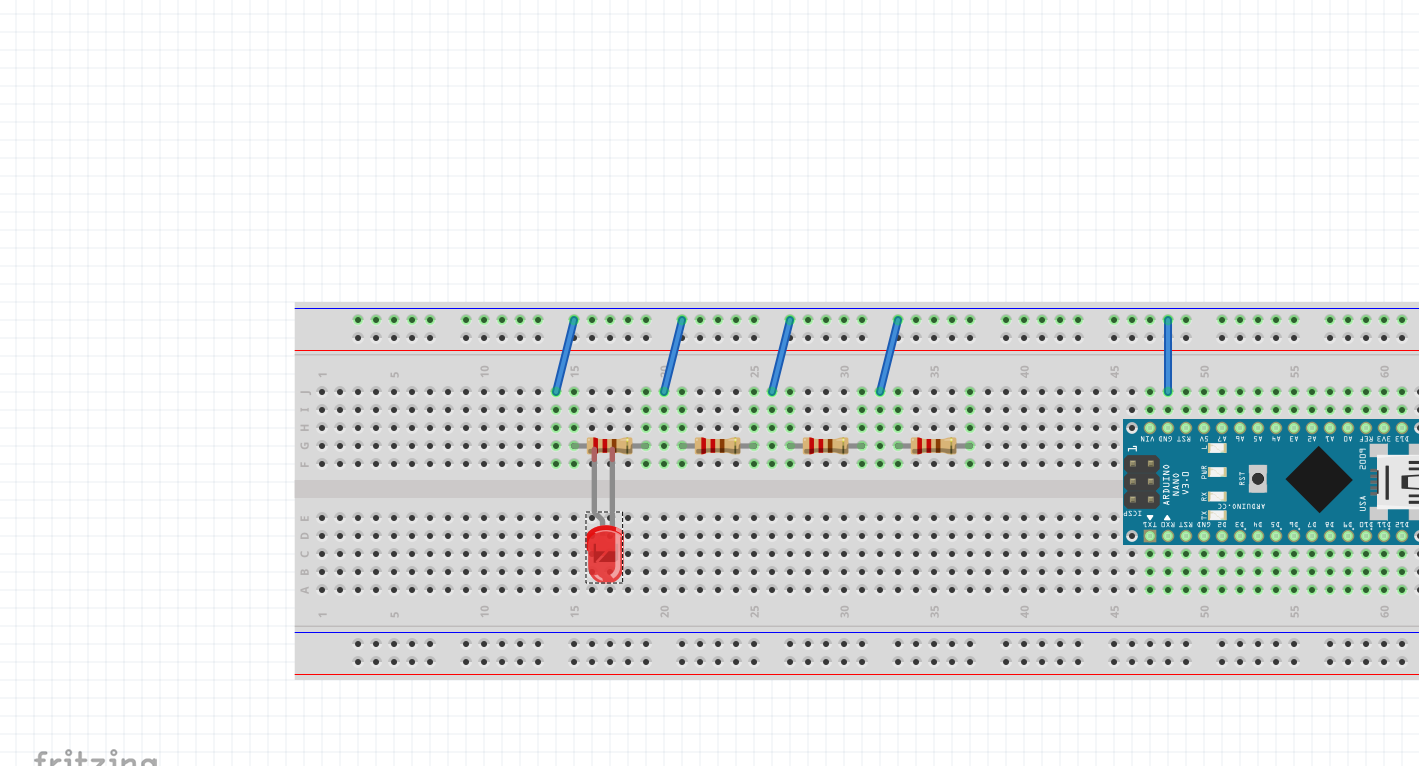 1 5 10 15 20 25 30 35 40 45 50 55 60
J
I
H
G
F
VIN GND RST 5V A7 A6 A5 A4 A3 A2 A1 A0 REF 3V3 D13
1
L
PWR
RX
TX
RST
ARDUINO
NANO
V3.0
ICSP
ARDUINO.CC
USA
TX1 RX0 RST GND D2 D3 D4 D5 D6 D7 D8 D9 D10 D11 D12
E
D
C
B
A
1 5 10 15 20 25 30 35 40 45 50 55 60
fritzing